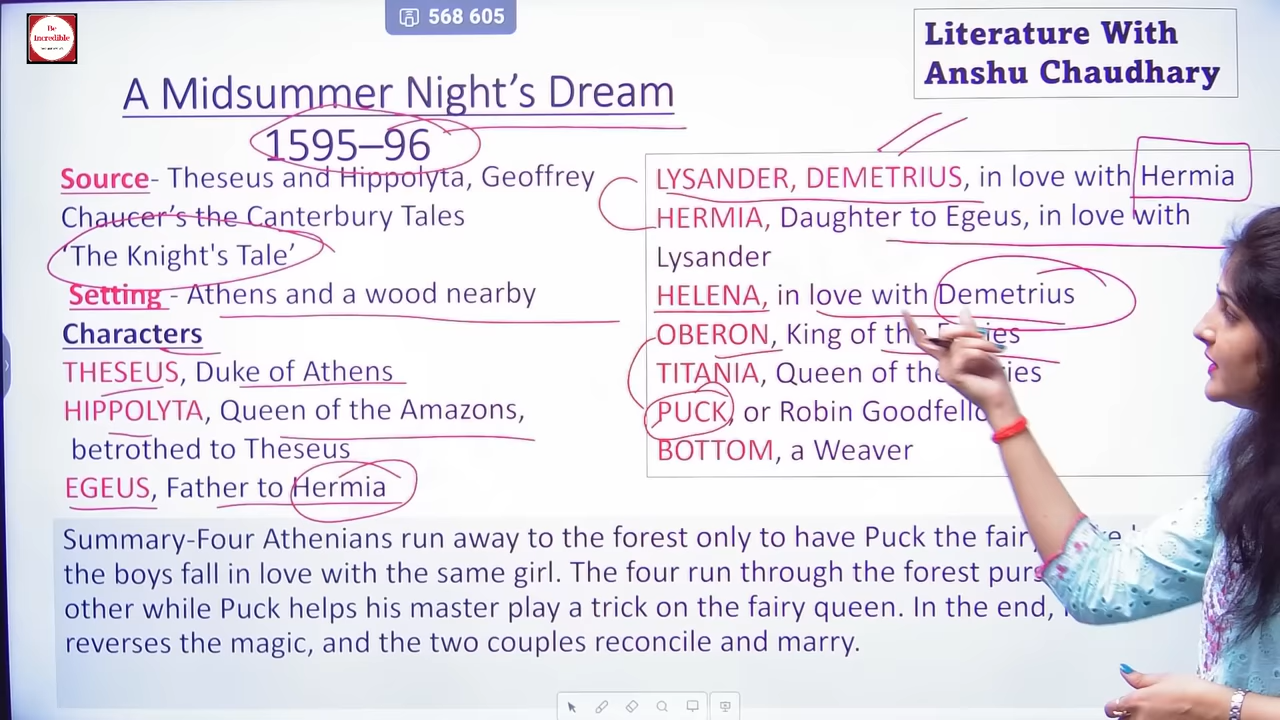 Be
Incredible
568 605
Literature With
Anshu Chaudhary
A Midsummer Night's Dream
1595–96
Source- Theseus and Hippolyta, Geoffrey
Chaucer's the Canterbury Tales
'The Knight's Tale'
Setting - Athens and a wood nearby
Characters
THESEUS, Duke of Athens
HIPPOLYTA, Queen of the Amazons,
betrothed to Theseus
EGEUS, Father to Hermia
LYSANDER, DEMETRIUS, in love with Hermia
HERMIA, Daughter to Egeus, in love with
Lysander
HELENA, in love with Demetrius
OBERON, King of the
TITANIA, Queen of the
PUCK, or Robin
BOTTOM, a Weaver
Summary-Four Athenians run away to the forest only to have Puck the
the boys fall in love with the same girl. The four run through the forest
other while Puck helps his master play a trick on the fairy queen. In the end,
reverses the magic, and the two couples reconcile and marry.